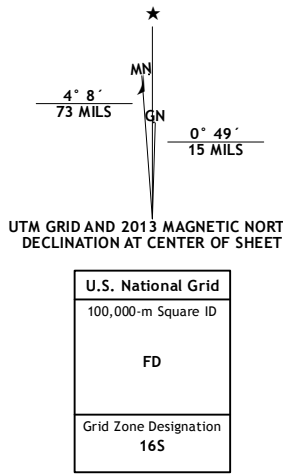 MN
GN
4° 8´
73 MILS
0° 49´
15 MILS
UTM GRID AND 2013 MAGNETIC NORT
DECLINATION AT CENTER OF SHEET
U.S. National Grid
100,000-m Square ID
FD
Grid Zone Designation
16S